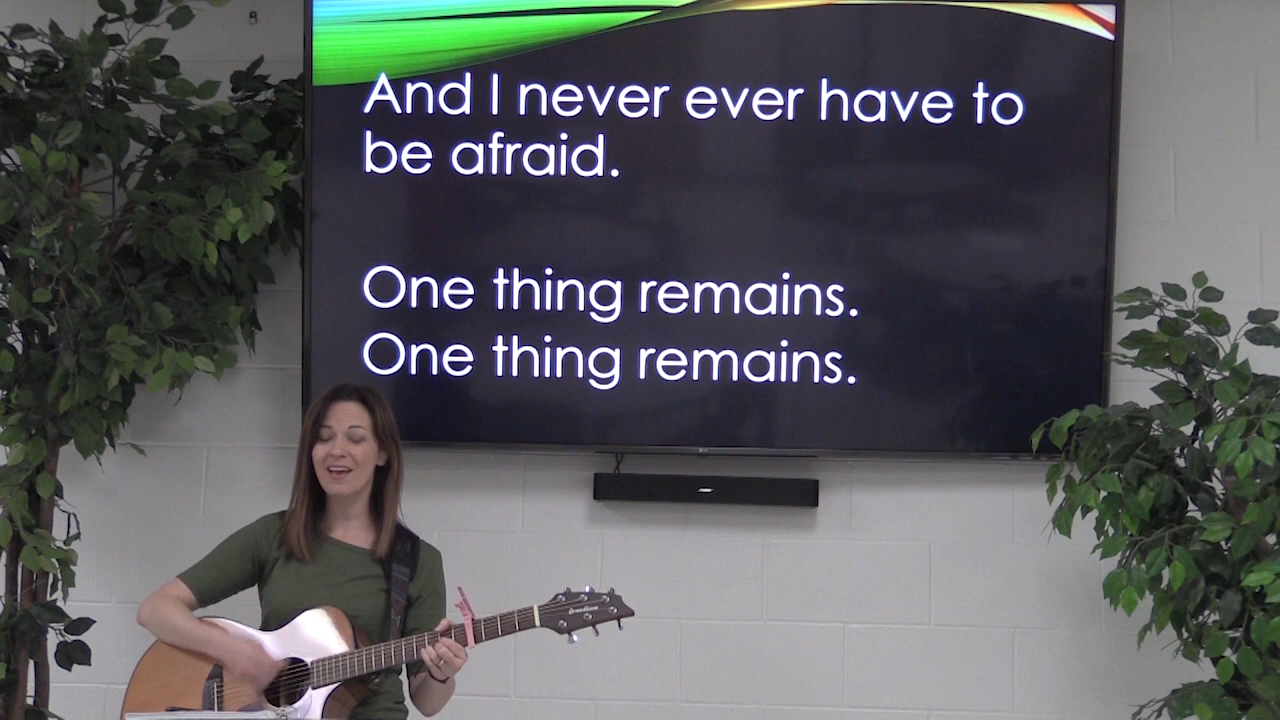 And I never ever have to
be afraid.
One thing remains.
One thing remains.